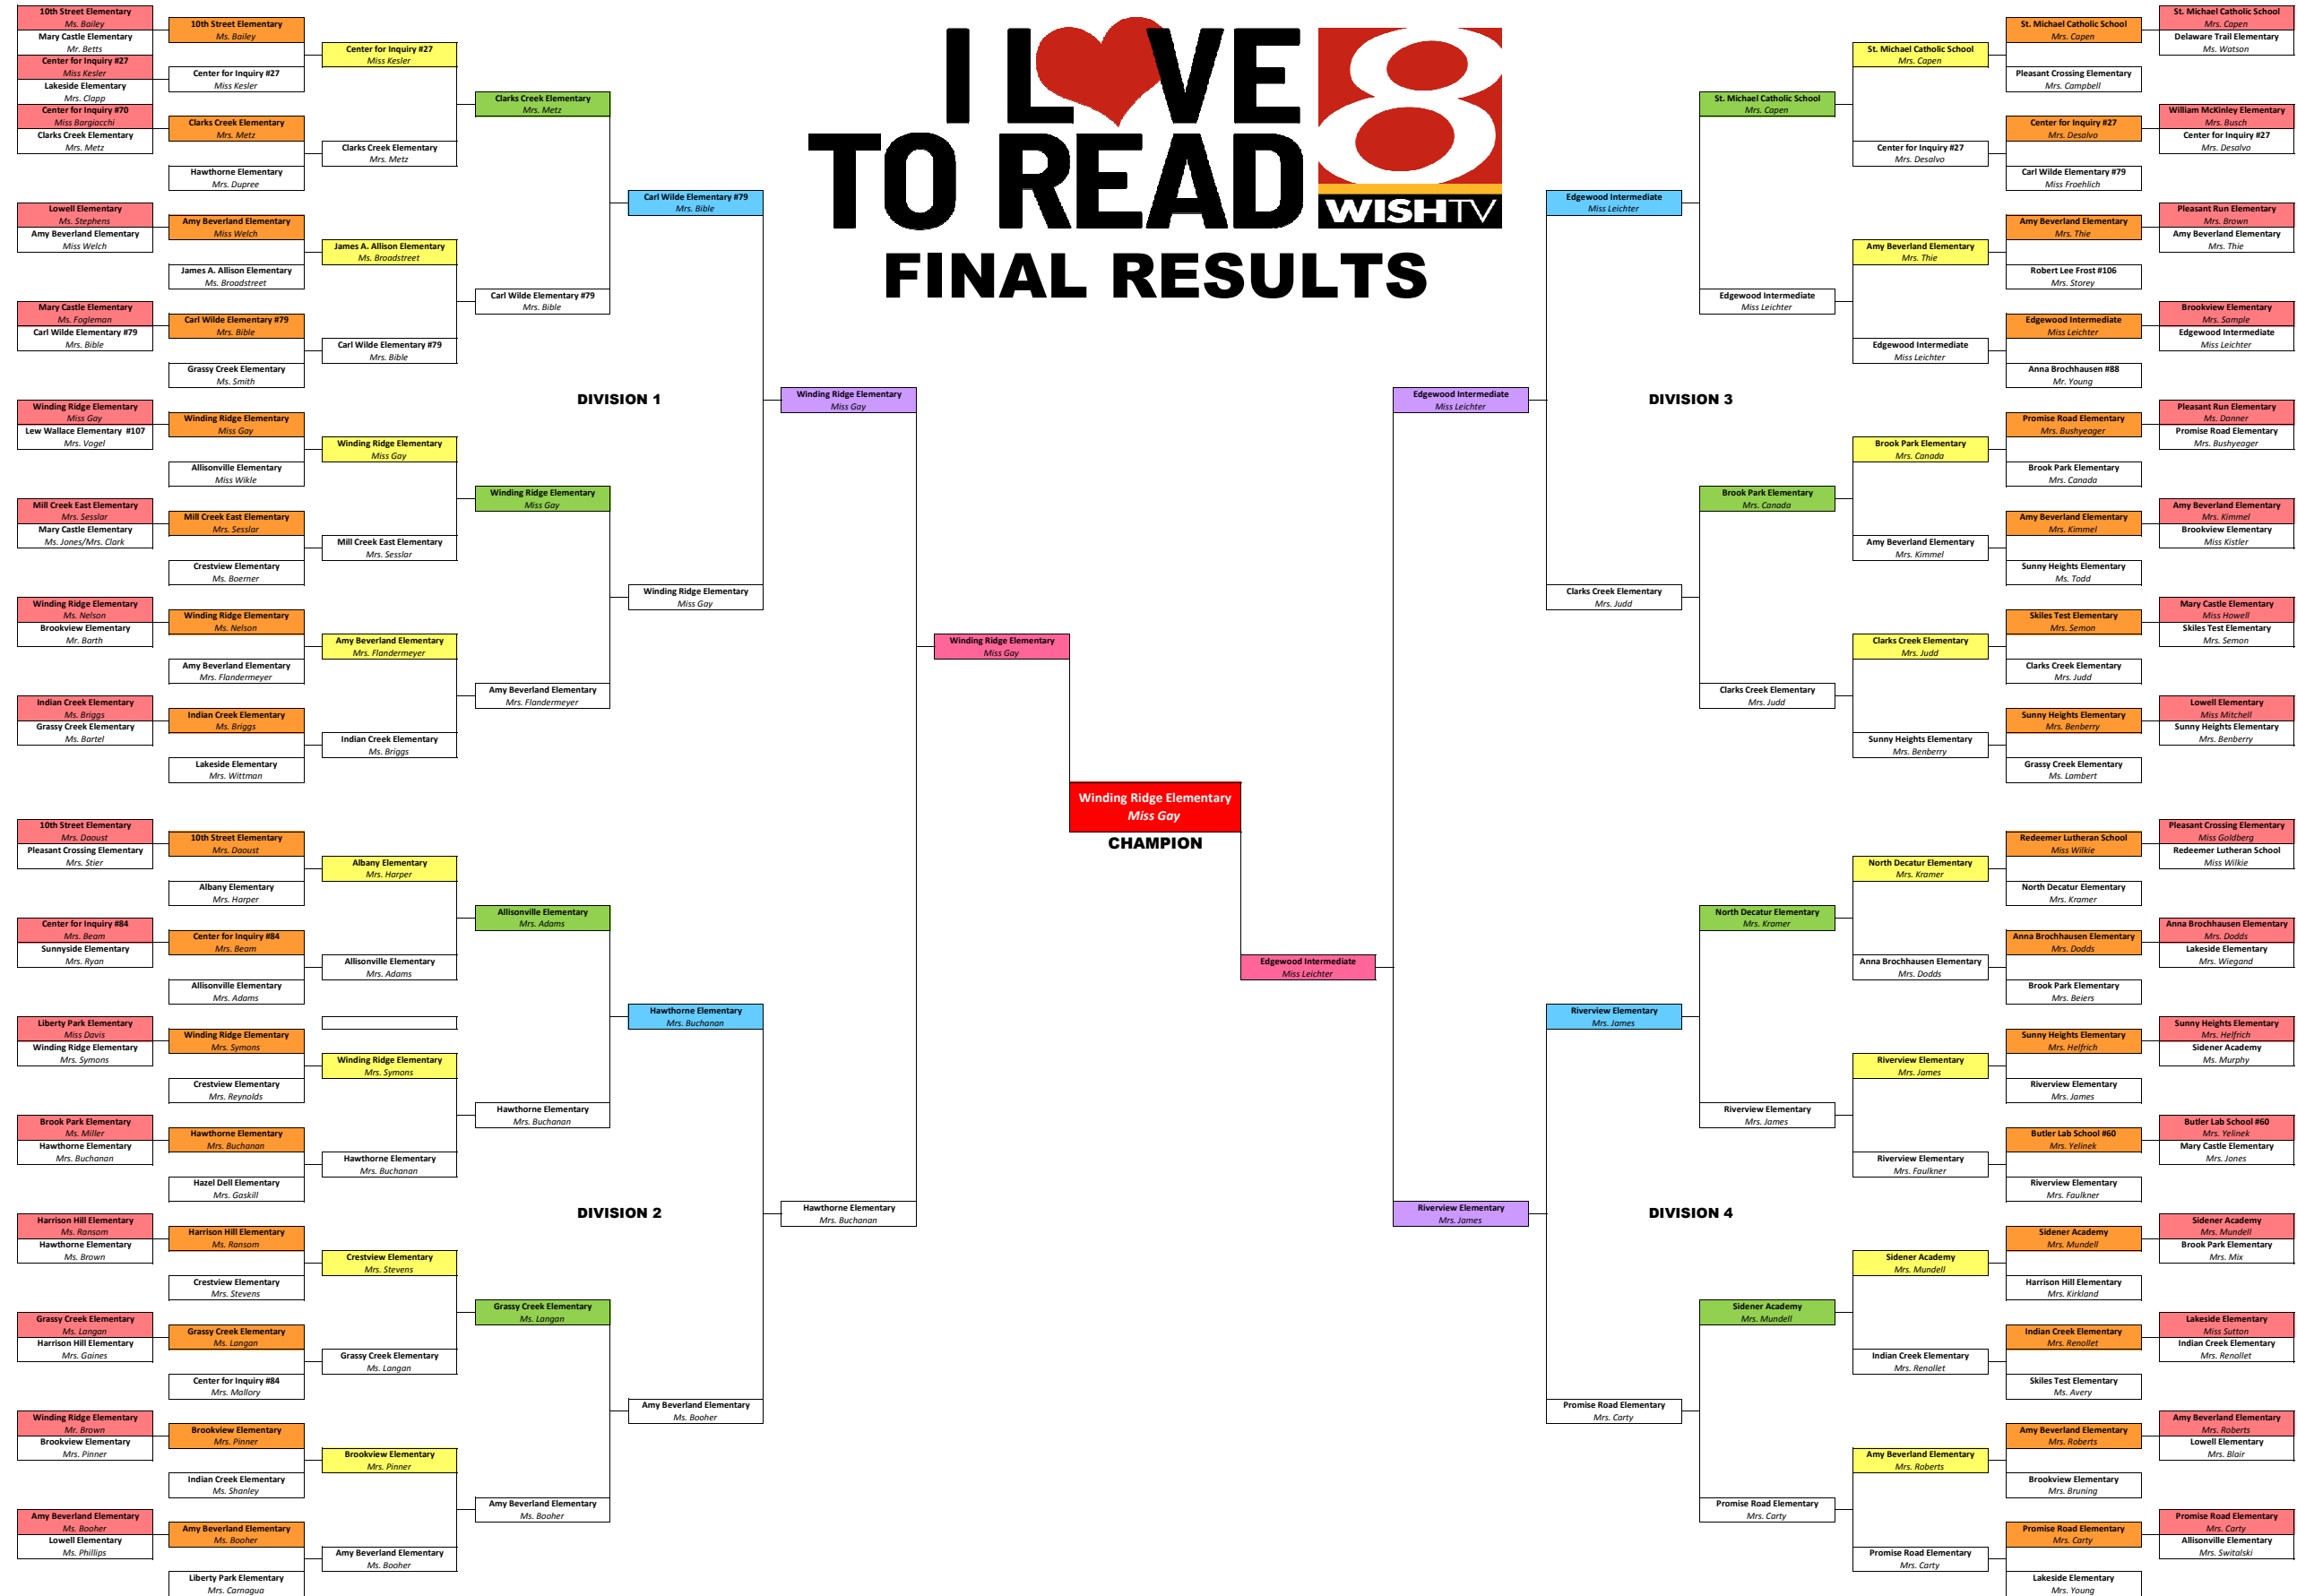 I LOVE
TO READ
8
WISHTV
FINAL RESULTS
10th Street Elementary
Ms. Bailey
Mary Castle Elementary
Mr. Betts
Center for Inquiry #27
Miss Kesler
Lakeside Elementary
Mrs. Clapp
Center for Inquiry #70
Miss Bargiacchi
Clarks Creek Elementary
Mrs. Metz
Lowell Elementary
Ms. Stephens
Amy Beverland Elementary
Miss Welch
Mary Castle Elementary
Ms. Fogleman
Carl Wilde Elementary #79
Mrs. Bible
Winding Ridge Elementary
Miss Gay
Lew Wallace Elementary #107
Mrs. Vogel
Mill Creek East Elementary
Mrs. Sesslar
Mary Castle Elementary
Ms. Jones/Mrs. Clark
Winding Ridge Elementary
Ms. Nelson
Brookview Elementary
Mr. Barth
Indian Creek Elementary
Ms. Briggs
Grassy Creek Elementary
Ms. Bartel
10th Street Elementary
Ms. Bailey
Center for Inquiry #27
Miss Kesler
Clarks Creek Elementary
Mrs. Metz
Hawthorne Elementary
Mrs. Dupree
Amy Beverland Elementary
Miss Welch
James A. Allison Elementary
Ms. Broadstreet
Carl Wilde Elementary #79
Mrs. Bible
Grassy Creek Elementary
Ms. Smith
Winding Ridge Elementary
Miss Gay
Allisonville Elementary
Miss Wikle
Mill Creek East Elementary
Mrs. Sesslar
Crestview Elementary
Ms. Boerner
Winding Ridge Elementary
Ms. Nelson
Amy Beverland Elementary
Mrs. Flandermeyer
Indian Creek Elementary
Ms. Briggs
Lakeside Elementary
Mrs. Wittman
Center for Inquiry #27
Miss Kesler
Clarks Creek Elementary
Mrs. Metz
James A. Allison Elementary
Ms. Broadstreet
Carl Wilde Elementary #79
Mrs. Bible
Winding Ridge Elementary
Miss Gay
Mill Creek East Elementary
Mrs. Sesslar
Amy Beverland Elementary
Mrs. Flandermeyer
Indian Creek Elementary
Ms. Briggs
Clarks Creek Elementary
Mrs. Metz
Carl Wilde Elementary #79
Mrs. Bible
Winding Ridge Elementary
Miss Gay
Amy Beverland Elementary
Mrs. Flandermeyer
Carl Wilde Elementary #79
Mrs. Bible
DIVISION 1
Winding Ridge Elementary
Miss Gay
Winding Ridge Elementary
Miss Gay
10th Street Elementary
Mrs. Daoust
Pleasant Crossing Elementary
Mrs. Stier
Center for Inquiry #84
Mrs. Beam
Sunnyside Elementary
Mrs. Ryan
Liberty Park Elementary
Miss Davis
Winding Ridge Elementary
Mrs. Symons
Brook Park Elementary
Ms. Miller
Hawthorne Elementary
Mrs. Buchanan
Harrison Hill Elementary
Ms. Ransom
Hawthorne Elementary
Ms. Brown
Grassy Creek Elementary
Ms. Langan
Harrison Hill Elementary
Mrs. Gaines
Winding Ridge Elementary
Mr. Brown
Brookview Elementary
Mrs. Pinner
Amy Beverland Elementary
Ms. Booher
Lowell Elementary
Ms. Phillips
10th Street Elementary
Mrs. Daoust
Albany Elementary
Mrs. Harper
Center for Inquiry #84
Mrs. Beam
Allisonville Elementary
Mrs. Adams
Winding Ridge Elementary
Mrs. Symons
Crestview Elementary
Mrs. Reynolds
Hawthorne Elementary
Mrs. Buchanan
Hazel Dell Elementary
Mrs. Gaskill
Harrison Hill Elementary
Ms. Ransom
Crestview Elementary
Mrs. Stevens
Grassy Creek Elementary
Ms. Langan
Center for Inquiry #84
Mrs. Mallory
Brookview Elementary
Mrs. Pinner
Indian Creek Elementary
Ms. Shanley
Amy Beverland Elementary
Ms. Booher
Liberty Park Elementary
Mrs. Carnagua
Albany Elementary
Mrs. Harper
Allisonville Elementary
Mrs. Adams
Winding Ridge Elementary
Mrs. Symons
Hawthorne Elementary
Mrs. Buchanan
Crestview Elementary
Mrs. Stevens
Grassy Creek Elementary
Ms. Langan
Brookview Elementary
Mrs. Pinner
Amy Beverland Elementary
Ms. Booher
Allisonville Elementary
Mrs. Adams
Hawthorne Elementary
Mrs. Buchanan
Grassy Creek Elementary
Ms. Langan
Amy Beverland Elementary
Ms. Booher
Hawthorne Elementary
Mrs. Buchanan
DIVISION 2
Amy Beverland Elementary
Ms. Booher
Hawthorne Elementary
Mrs. Buchanan
Winding Ridge Elementary
Miss Gay
Winding Ridge Elementary
Miss Gay
CHAMPION
Edgewood Intermediate
Miss Leichter
Edgewood Intermediate
Miss Leichter
Edgewood Intermediate
Miss Leichter
DIVISION 3
Clarks Creek Elementary
Mrs. Judd
St. Michael Catholic School
Mrs. Capen
Edgewood Intermediate
Miss Leichter
Brook Park Elementary
Mrs. Canada
Clarks Creek Elementary
Mrs. Judd
St. Michael Catholic School
Mrs. Capen
Center for Inquiry #27
Mrs. Desalvo
Amy Beverland Elementary
Mrs. Thie
Edgewood Intermediate
Miss Leichter
Brook Park Elementary
Mrs. Canada
Amy Beverland Elementary
Mrs. Kimmel
Clarks Creek Elementary
Mrs. Judd
Sunny Heights Elementary
Mrs. Benberry
St. Michael Catholic School
Mrs. Capen
Pleasant Crossing Elementary
Mrs. Campbell
Center for Inquiry #27
Mrs. Desalvo
Carl Wilde Elementary #79
Miss Froehlich
Amy Beverland Elementary
Mrs. Thie
Robert Lee Frost #106
Mrs. Storey
Edgewood Intermediate
Miss Leichter
Anna Brochhausen #88
Mr. Young
Promise Road Elementary
Mrs. Bushyeager
Brook Park Elementary
Mrs. Canada
Amy Beverland Elementary
Mrs. Kimmel
Sunny Heights Elementary
Ms. Todd
Skiles Test Elementary
Mrs. Semon
Clarks Creek Elementary
Mrs. Judd
Sunny Heights Elementary
Mrs. Benberry
Grassy Creek Elementary
Ms. Lambert
St. Michael Catholic School
Mrs. Capen
Delaware Trail Elementary
Ms. Watson
William McKinley Elementary
Mrs. Busch
Center for Inquiry #27
Mrs. Desalvo
Pleasant Run Elementary
Mrs. Brown
Amy Beverland Elementary
Mrs. Thie
Brookview Elementary
Mrs. Sample
Edgewood Intermediate
Miss Leichter
Pleasant Run Elementary
Ms. Danner
Promise Road Elementary
Mrs. Bushyeager
Amy Beverland Elementary
Mrs. Kimmel
Brookview Elementary
Miss Kistler
Mary Castle Elementary
Miss Howell
Skiles Test Elementary
Mrs. Semon
Lowell Elementary
Miss Mitchell
Sunny Heights Elementary
Mrs. Benberry
Riverview Elementary
Mrs. James
Riverview Elementary
Mrs. James
DIVISION 4
Promise Road Elementary
Mrs. Carty
North Decatur Elementary
Mrs. Kramer
Riverview Elementary
Mrs. James
Sidener Academy
Mrs. Mundell
Promise Road Elementary
Mrs. Carty
North Decatur Elementary
Mrs. Kramer
Anna Brochhausen Elementary
Mrs. Dodds
Riverview Elementary
Mrs. James
Riverview Elementary
Mrs. Faulkner
Sidener Academy
Mrs. Mundell
Indian Creek Elementary
Mrs. Renollet
Amy Beverland Elementary
Mrs. Roberts
Promise Road Elementary
Mrs. Carty
Redeemer Lutheran School
Miss Wilkie
North Decatur Elementary
Mrs. Kramer
Anna Brochhausen Elementary
Mrs. Dodds
Brook Park Elementary
Mrs. Beiers
Sunny Heights Elementary
Mrs. Helfrich
Riverview Elementary
Mrs. James
Butler Lab School #60
Mrs. Yelinek
Riverview Elementary
Mrs. Faulkner
Sidener Academy
Mrs. Mundell
Harrison Hill Elementary
Mrs. Kirkland
Indian Creek Elementary
Mrs. Renollet
Skiles Test Elementary
Ms. Avery
Amy Beverland Elementary
Mrs. Roberts
Brookview Elementary
Mrs. Bruning
Promise Road Elementary
Mrs. Carty
Lakeside Elementary
Mrs. Young
Pleasant Crossing Elementary
Miss Goldberg
Redeemer Lutheran School
Miss Wilkie
Anna Brochhausen Elementary
Mrs. Dodds
Lakeside Elementary
Mrs. Wiegand
Sunny Heights Elementary
Mrs. Helfrich
Sidener Academy
Ms. Murphy
Butler Lab School #60
Mrs. Yelinek
Mary Castle Elementary
Mrs. Jones
Sidener Academy
Mrs. Mundell
Brook Park Elementary
Mrs. Mix
Lakeside Elementary
Miss Sutton
Indian Creek Elementary
Mrs. Renollet
Amy Beverland Elementary
Mrs. Roberts
Lowell Elementary
Mrs. Blair
Promise Road Elementary
Mrs. Carty
Allisonville Elementary
Mrs. Switalski